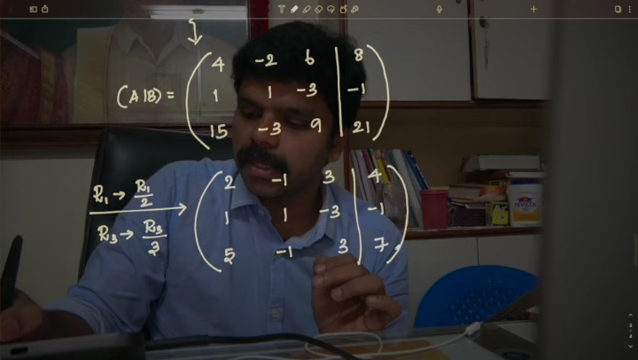 4 -2 6 | 8
(A|B) = 1 1 -3 | -1
15 -3 9 | 21
R₁ → R₁/2 2 -1 3 | 4
1 1 -3 | -1
R₃ → R₃/3 5 -1 3 | 7